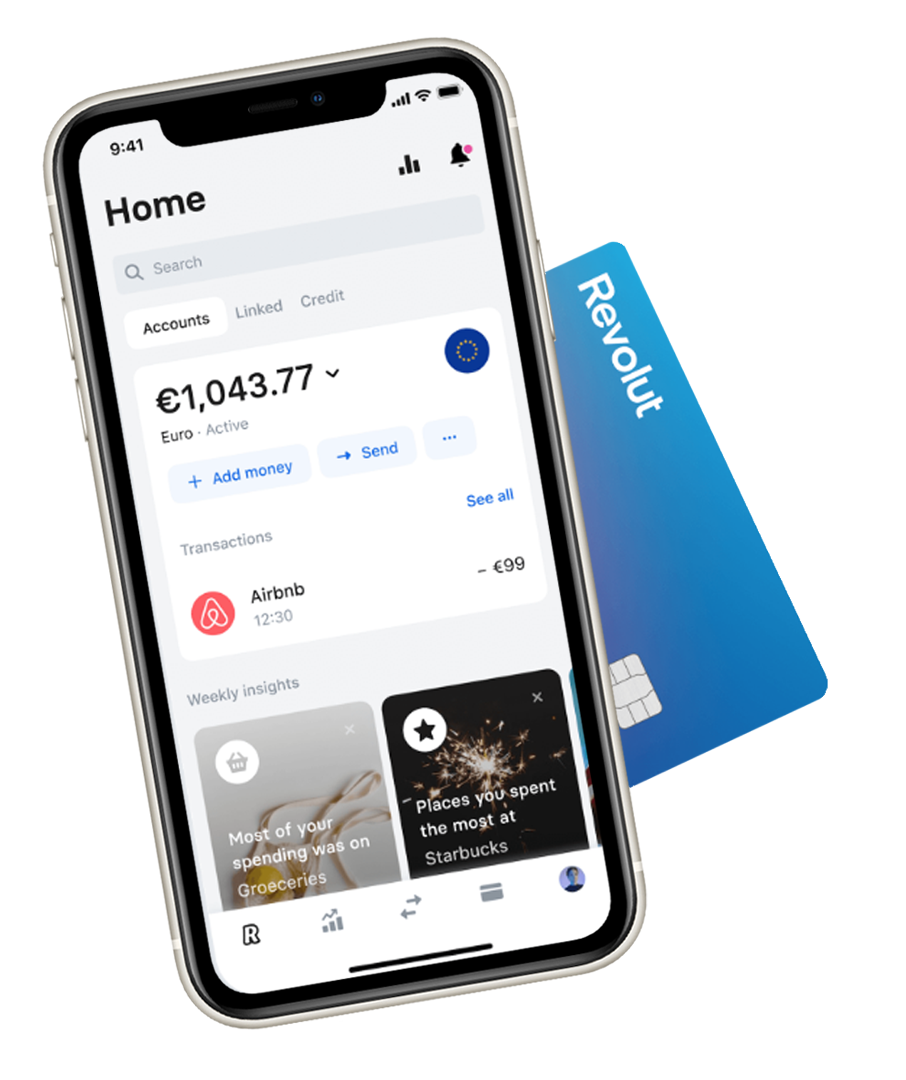 9:41
Home
Search
Accounts Linked Credit
€1,043.77
Euro · Active
+ Add money → Send ...
See all
Transactions
Airbnb – €99
12:30
Weekly insights
Most of your
spending was on
Groeceries
Places you spent
the most at
Starbucks
R
Revolut